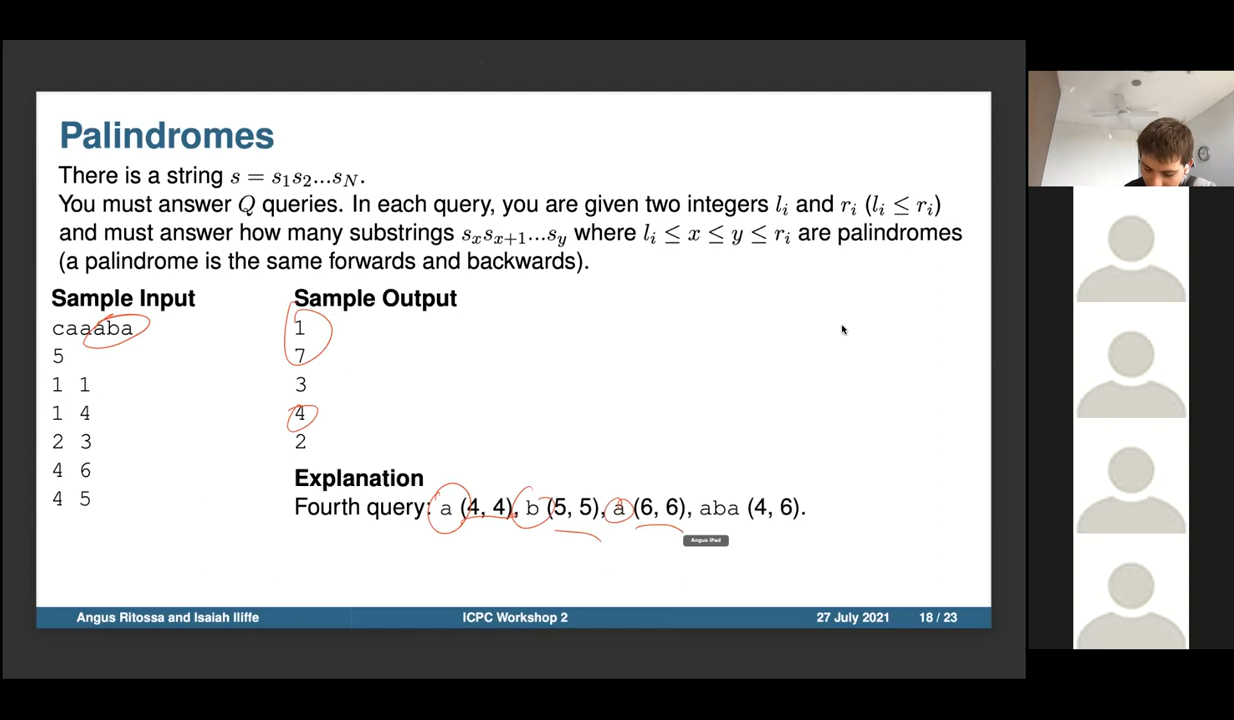 Palindromes
There is a string s = s1s2...sN.
You must answer Q queries. In each query, you are given two integers li and ri (li ≤ ri)
and must answer how many substrings sxsx+1...sy where li ≤ x ≤ y ≤ ri are palindromes
(a palindrome is the same forwards and backwards).
Sample Input
caaaba
5
1 1
1 4
2 3
4 6
4 5
Sample Output
1
7
3
4
2
Explanation
Fourth query: a (4, 4), b (5, 5), a (6, 6), aba (4, 6).
Angus iPad
Angus Ritossa and Isaiah Iliffe
ICPC Workshop 2
27 July 2021
18 / 23